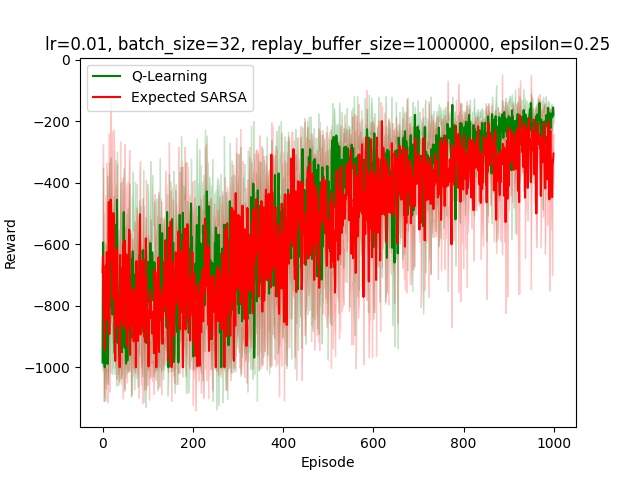 lr=0.01, batch_size=32, replay_buffer_size=1000000, epsilon=0.25
Q-Learning
Expected SARSA
0
−200
−400
−600
−800
−1000
Reward
0
200
400
600
800
1000
Episode